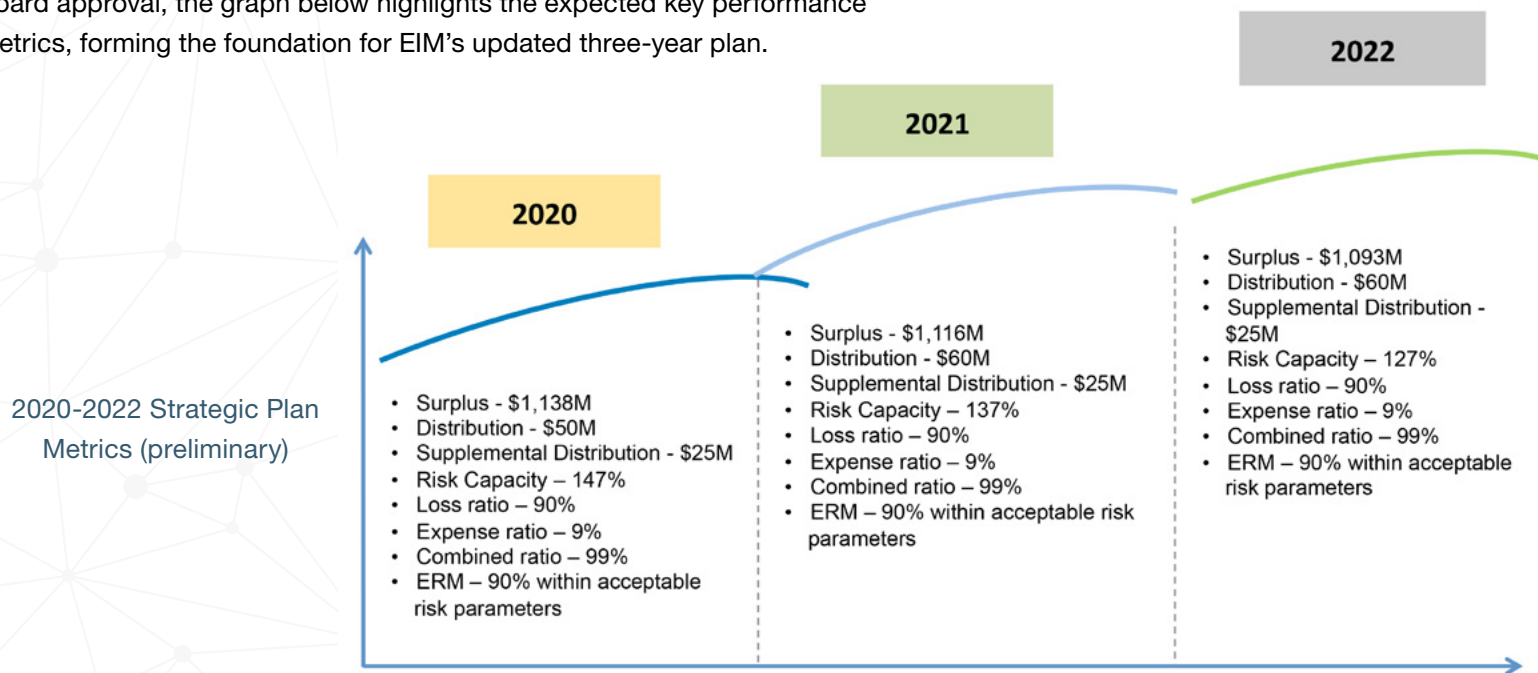 oard approval, the graph below highlights the expected key performance
etrics, forming the foundation for EIM’s updated three-year plan.
2020-2022 Strategic Plan
Metrics (preliminary)
2020
• Surplus - $1,138M
• Distribution - $50M
• Supplemental Distribution - $25M
• Risk Capacity – 147%
• Loss ratio – 90%
• Expense ratio – 9%
• Combined ratio – 99%
• ERM – 90% within acceptable
risk parameters
2021
• Surplus - $1,116M
• Distribution - $60M
• Supplemental Distribution - $25M
• Risk Capacity – 137%
• Loss ratio – 90%
• Expense ratio – 9%
• Combined ratio – 99%
• ERM – 90% within acceptable risk
parameters
2022
• Surplus - $1,093M
• Distribution - $60M
• Supplemental Distribution -
$25M
• Risk Capacity – 127%
• Loss ratio – 90%
• Expense ratio – 9%
• Combined ratio – 99%
• ERM – 90% within acceptable
risk parameters